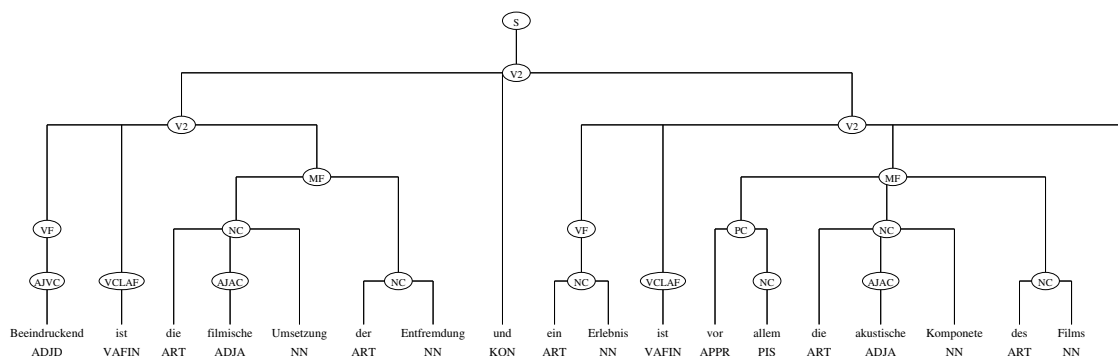 S
V2
V2 V2
MF MF
VF NC VF PC NC
AJVC VCLAF AJAC NC NC VCLAF NC AJAC NC
Beeindruckend ist die filmische Umsetzung der Entfremdung und ein Erlebnis ist vor allem die akustische Komponete des Films
ADJD VAFIN ART ADJA NN ART NN KON ART NN VAFIN APPR PIS ART ADJA NN ART NN